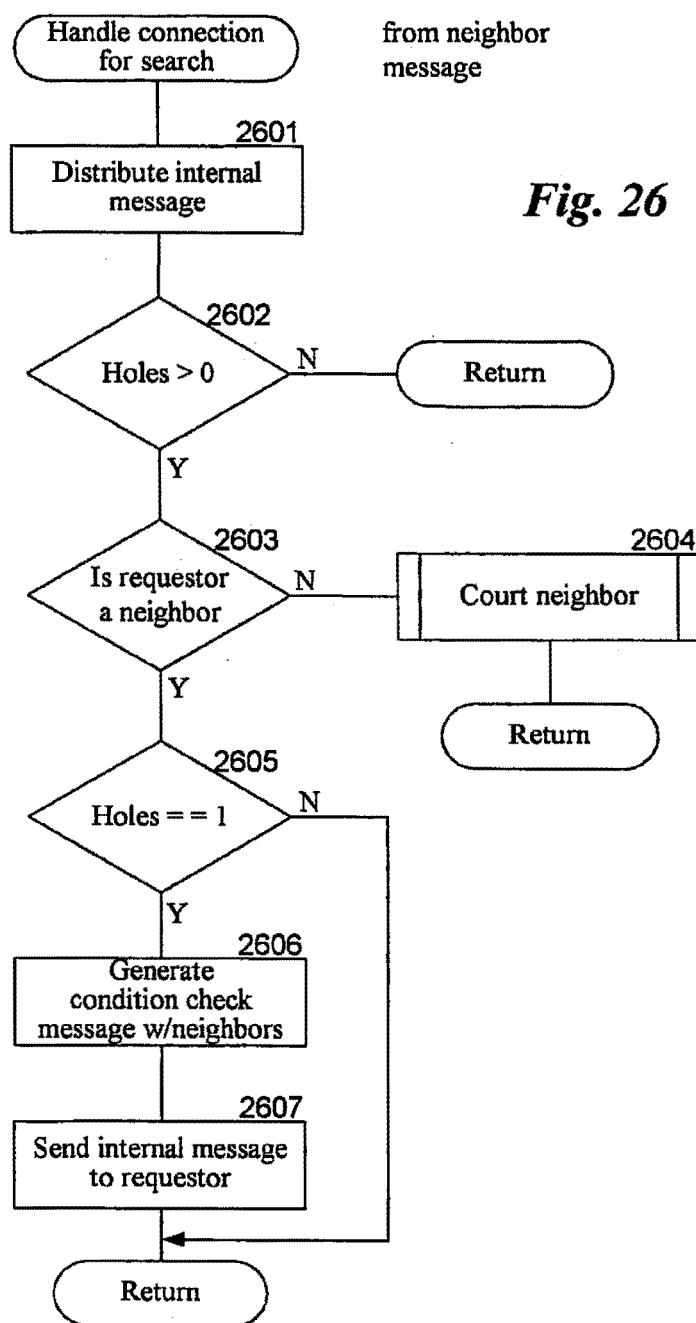 Handle connection
for search
from neighbor
message
2601
Distribute internal
message
Fig. 26
2602
Holes > 0
N
Return
Y
2603
Is requestor
a neighbor
N
2604
Court neighbor
Y
Return
2605
Holes = = 1
N
Y
2606
Generate
condition check
message w/neighbors
2607
Send internal message
to requestor
Return